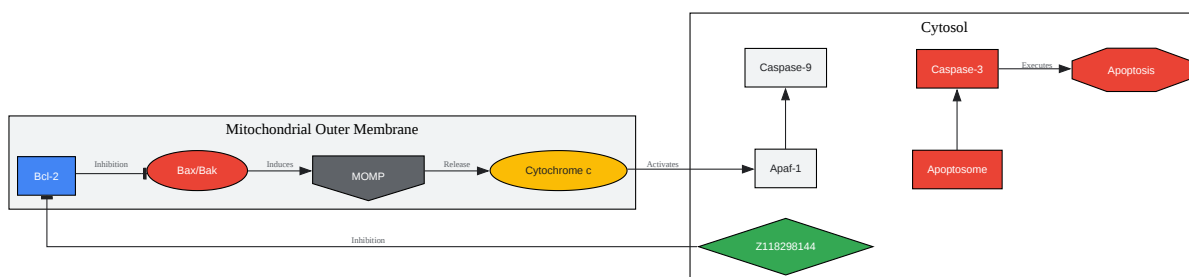 Cytosol
Caspase-9
Caspase-3
Executes
Apoptosis
Mitochondrial Outer Membrane
Bcl-2
Inhibition
Bax/Bak
Induces
MOMP
Release
Cytochrome c
Activates
Apaf-1
Apoptosome
Inhibition
Z118298144